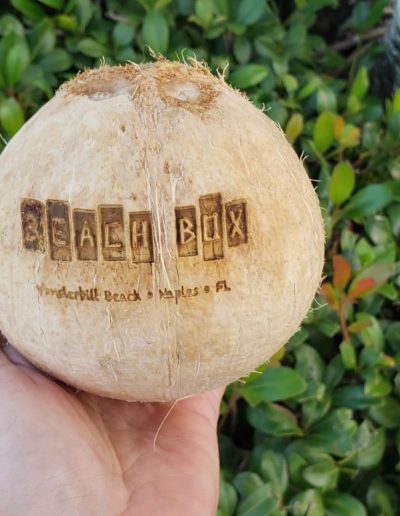 BEACH BOX
Vanderbilt Beach • Naples • FL